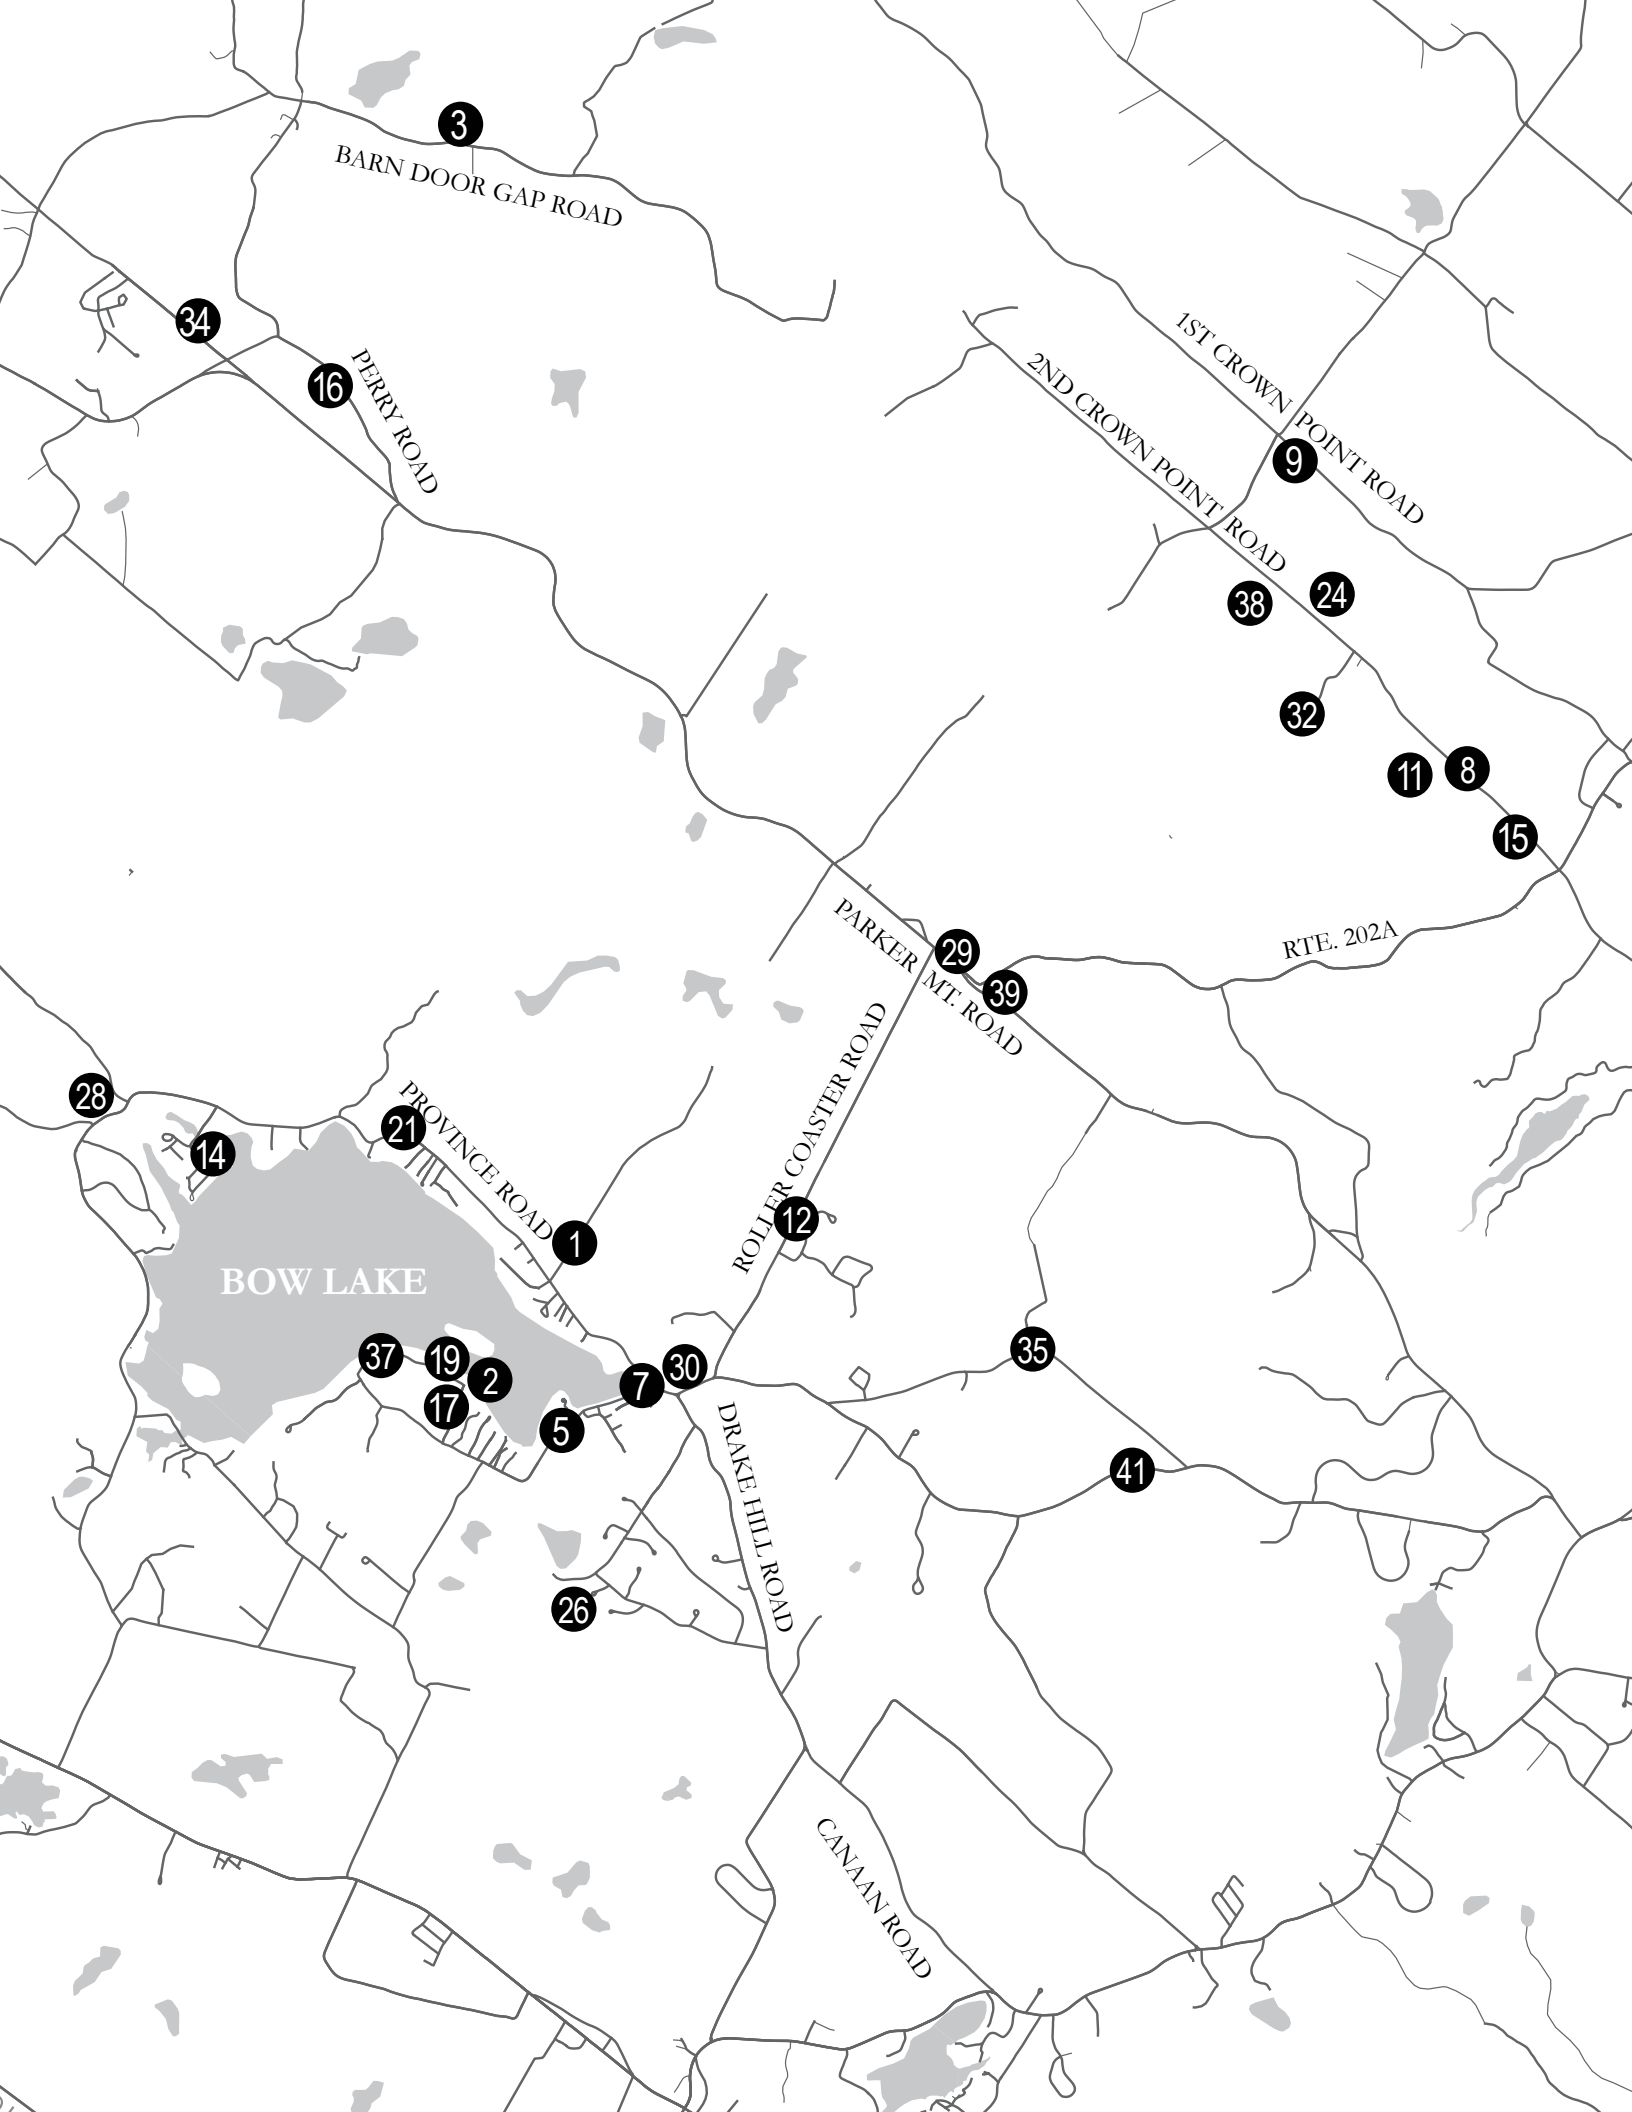 3
BARN DOOR GAP ROAD
34
16
PERRY ROAD
1ST CROWN POINT ROAD
2ND CROWN POINT ROAD
9
38
24
32
11
8
15
PARKER MT. ROAD
29
39
RTE. 202A
ROLLER COASTER ROAD
28
PROVINCE ROAD
21
14
12
1
BOW LAKE
37
19
2
17
7
30
5
35
DRAKE HILL ROAD
41
26
CANAAN ROAD